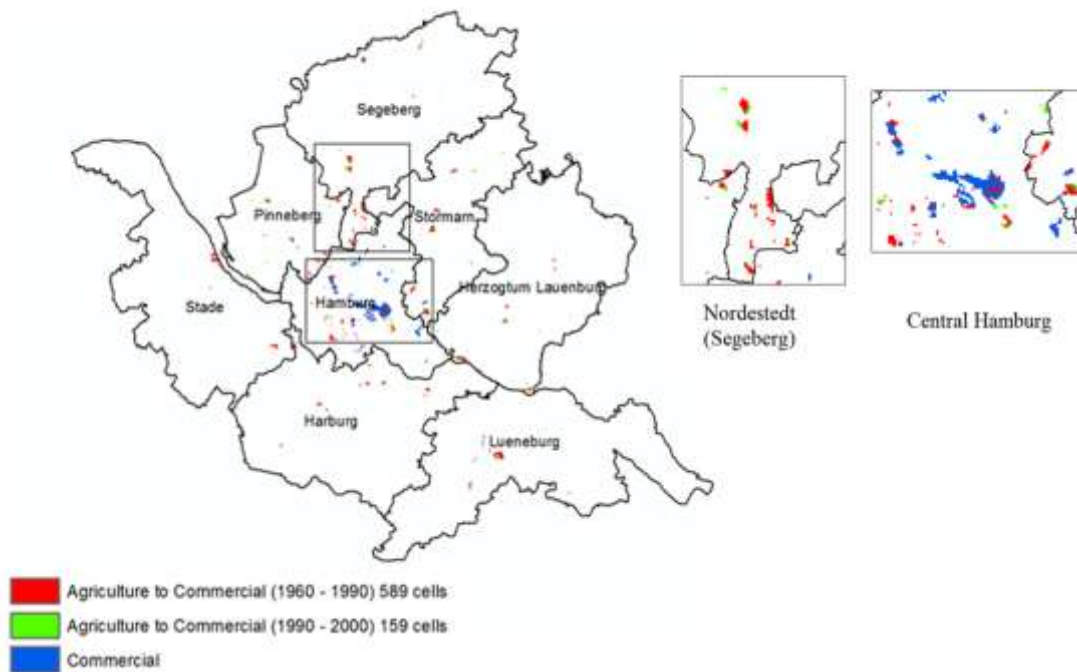 Segeberg
Pinneberg
Stormarn
Hamburg
Herzogtum Lauenburg
Stade
Harburg
Lueneburg
Nordestedt
(Segeberg)
Central Hamburg
Agriculture to Commercial (1960 - 1990) 589 cells
Agriculture to Commercial (1990 - 2000) 159 cells
Commercial